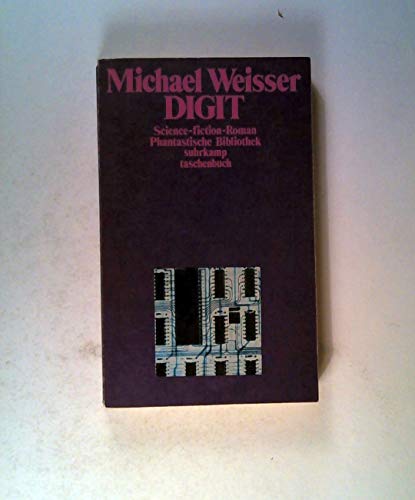 Michael Weisser
DIGIT
Science-fiction-Roman
Phantastische Bibliothek
suhrkamp
taschenbuch